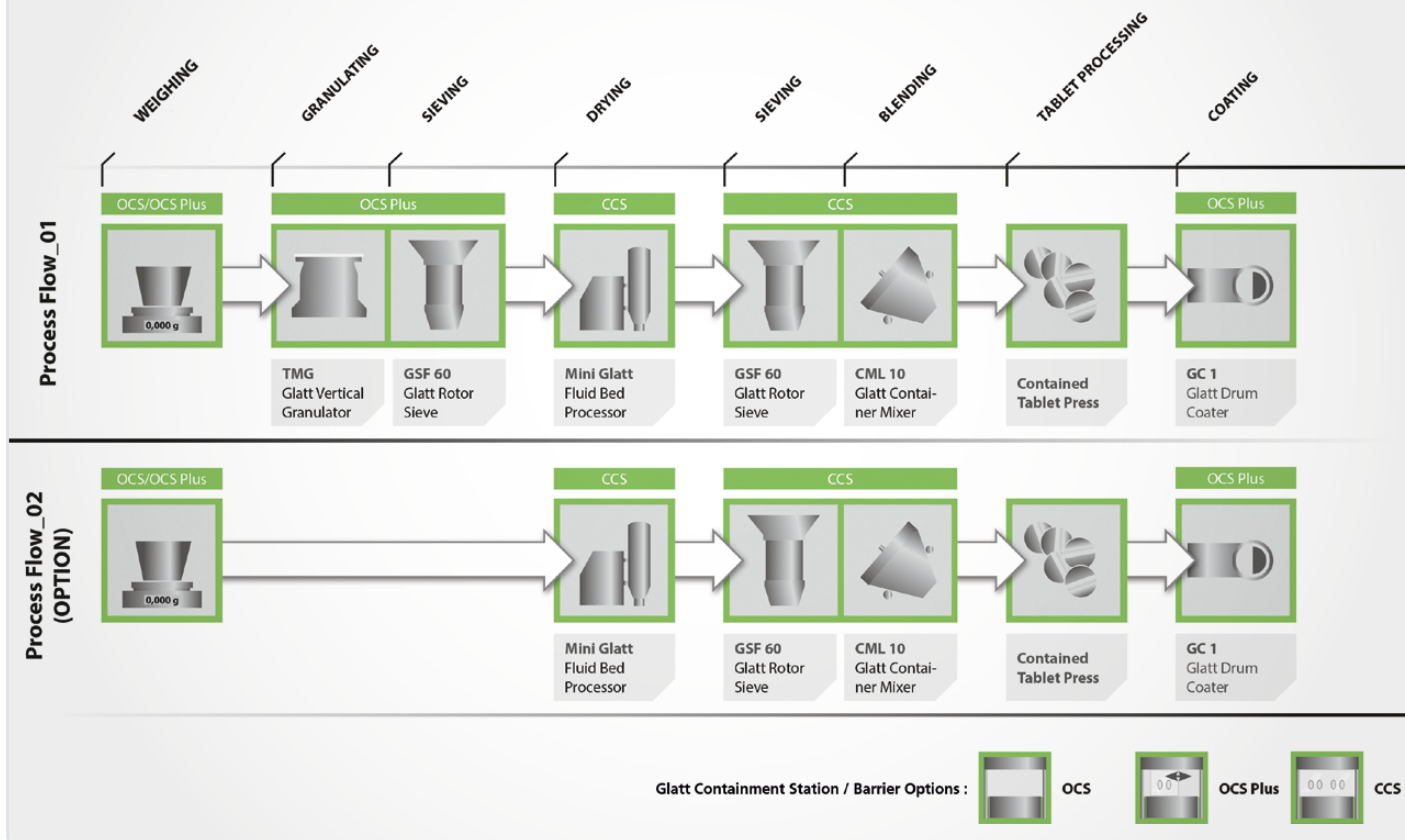 WEIGHING
GRANULATING
SIEVING
DRYING
SIEVING
BLENDING
TABLET PROCESSING
COATING
Process Flow_01
OCS/OCS Plus
OCS Plus
CCS
CCS
OCS Plus
0,000 g
TMG
Glatt Vertical
Granulator
GSF 60
Glatt Rotor
Sieve
Mini Glatt
Fluid Bed
Processor
GSF 60
Glatt Rotor
Sieve
CML 10
Glatt Contai-
ner Mixer
Contained
Tablet Press
GC 1
Glatt Drum
Coater
Process Flow_02
(OPTION)
OCS/OCS Plus
CCS
CCS
OCS Plus
0,000 g
Mini Glatt
Fluid Bed
Processor
GSF 60
Glatt Rotor
Sieve
CML 10
Glatt Contai-
ner Mixer
Contained
Tablet Press
GC 1
Glatt Drum
Coater
Glatt Containment Station / Barrier Options :
OCS
OCS Plus
CCS